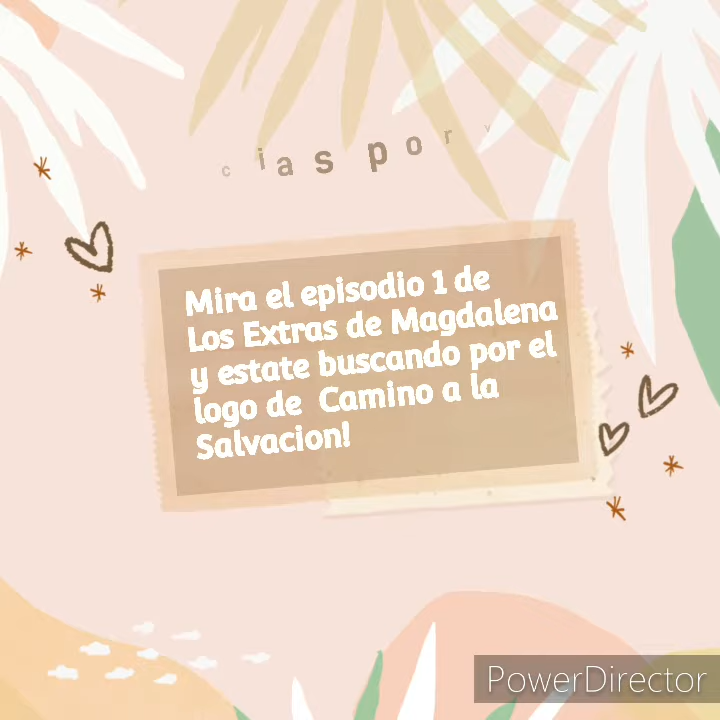 cias por v
Mira el episodio 1 de
Los Extras de Magdalena
y estate buscando por el
logo de Camino a la
Salvacion!
PowerDirector